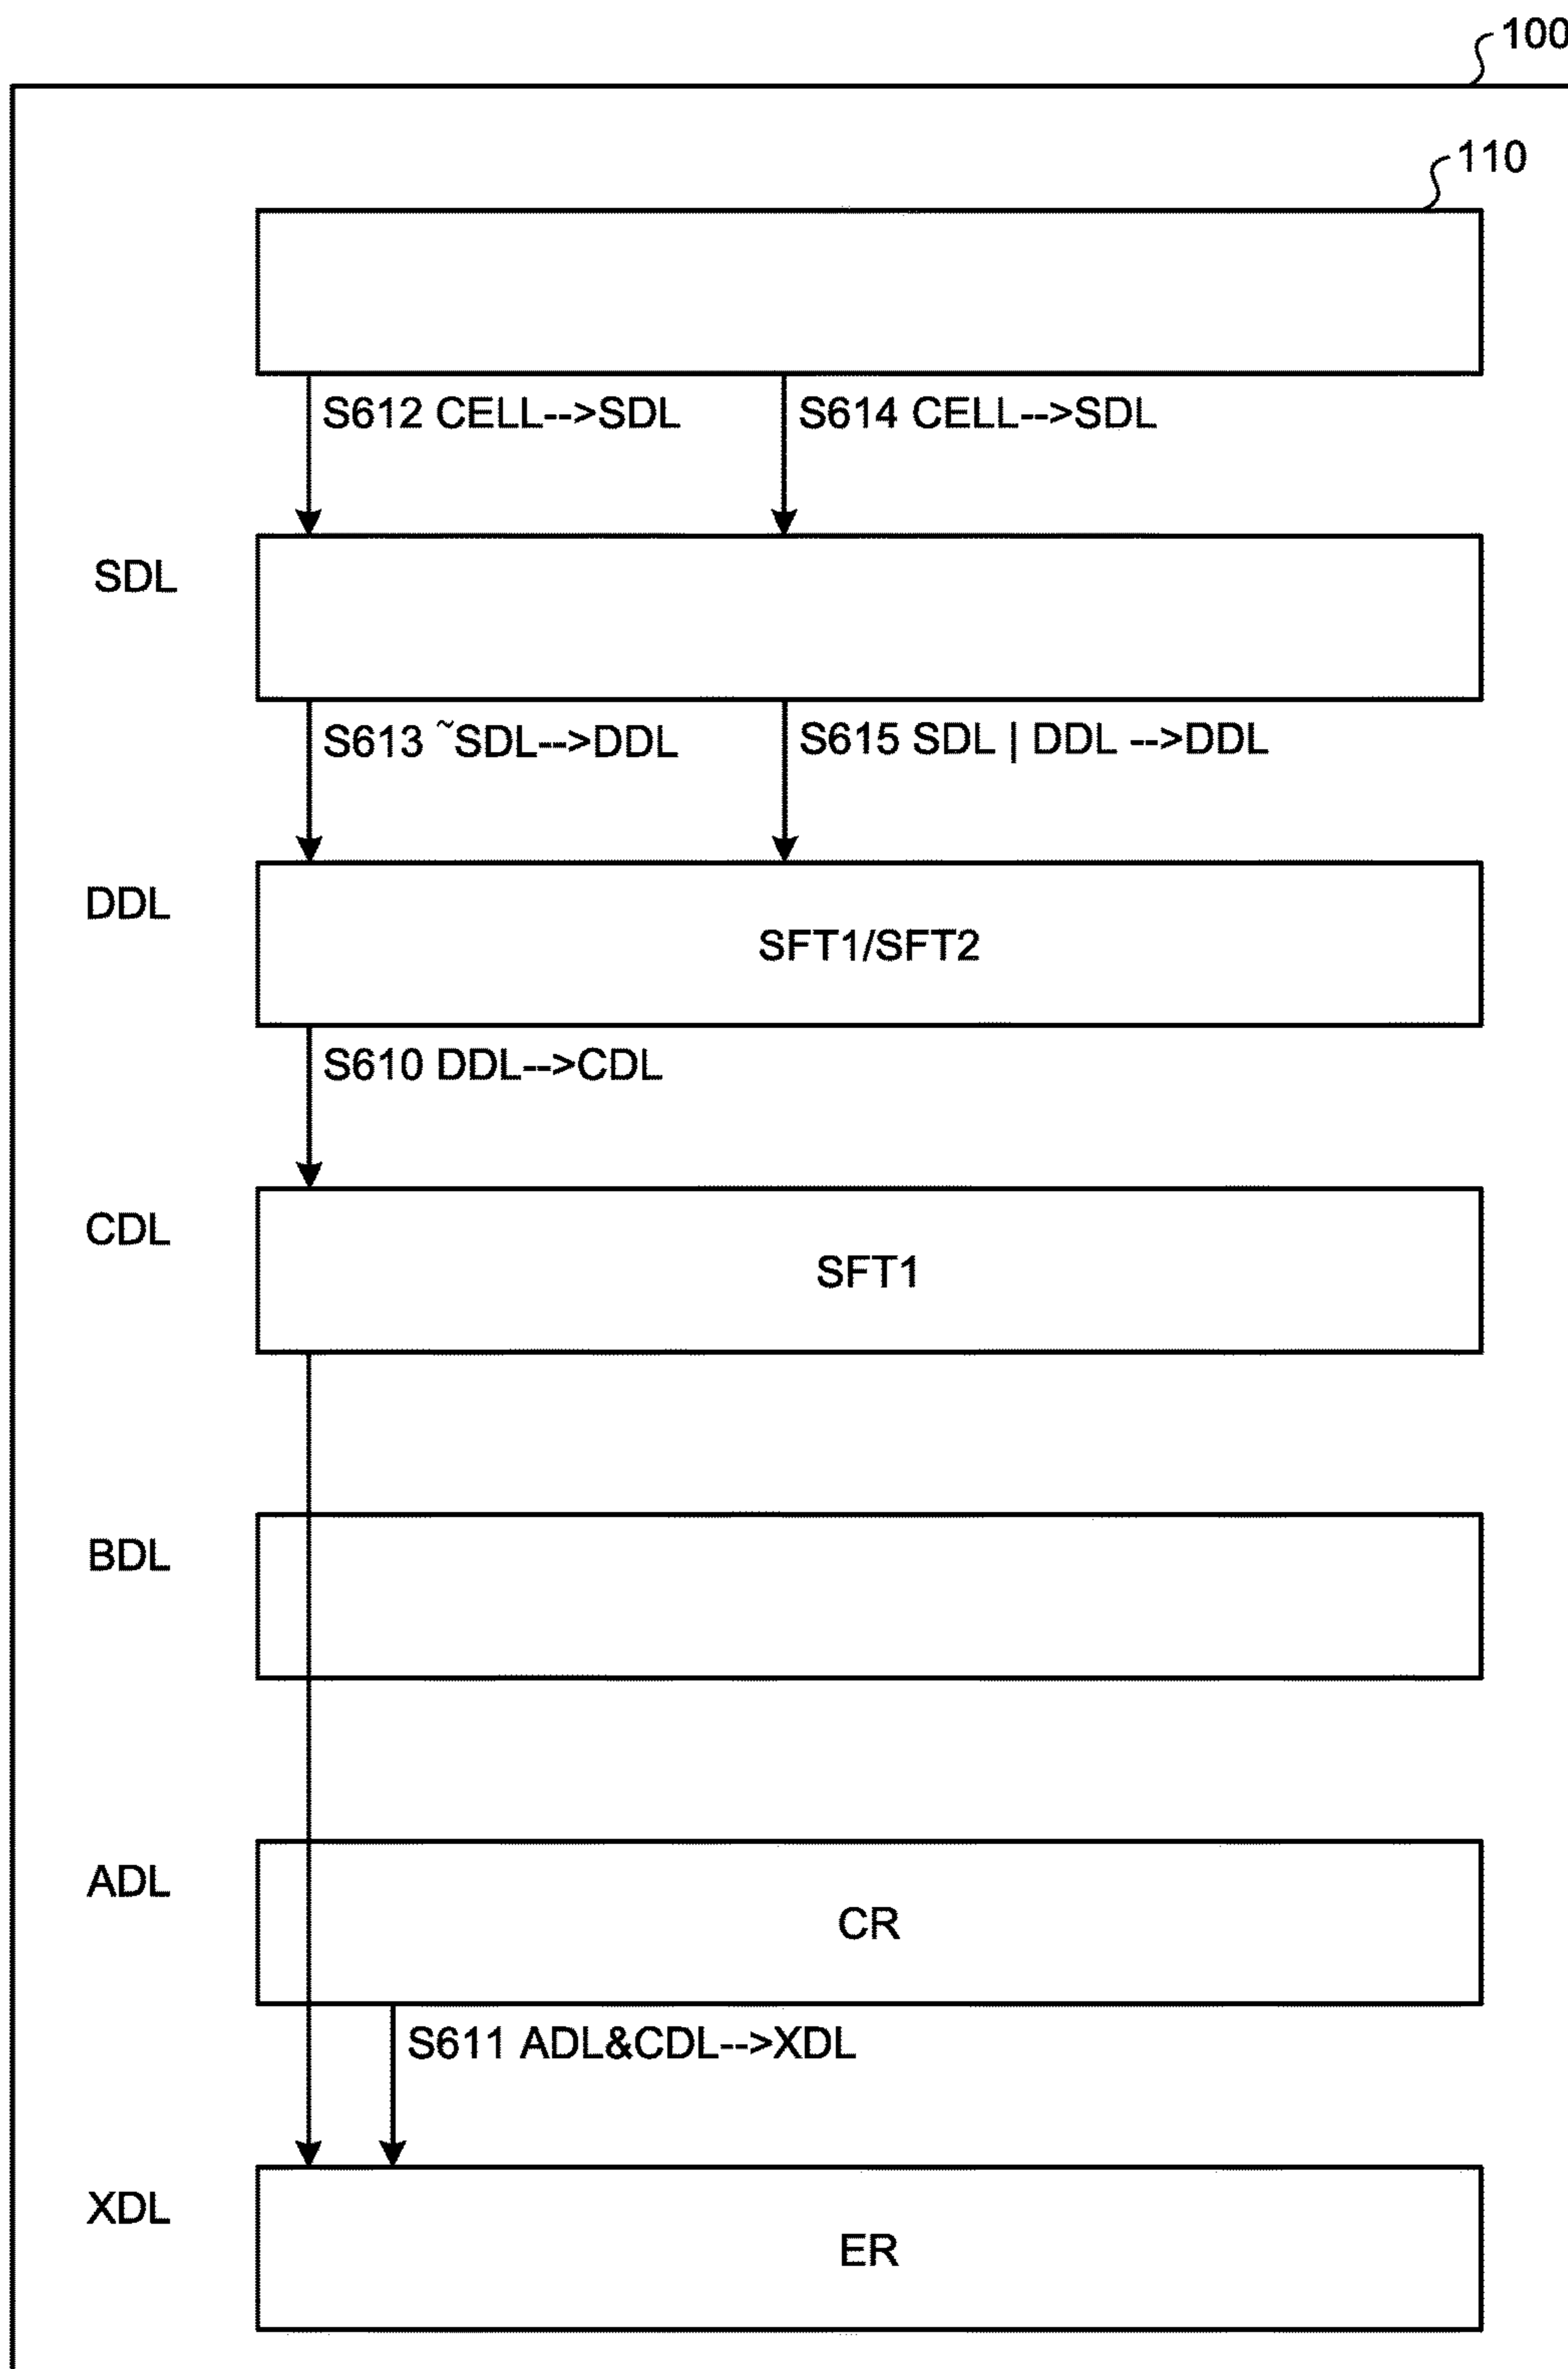 100
110
S612 CELL-->SDL
S614 CELL-->SDL
SDL
S613 ~SDL-->DDL
S615 SDL | DDL -->DDL
DDL
SFT1/SFT2
S610 DDL-->CDL
CDL
SFT1
BDL
ADL
CR
S611 ADL&CDL-->XDL
XDL
ER